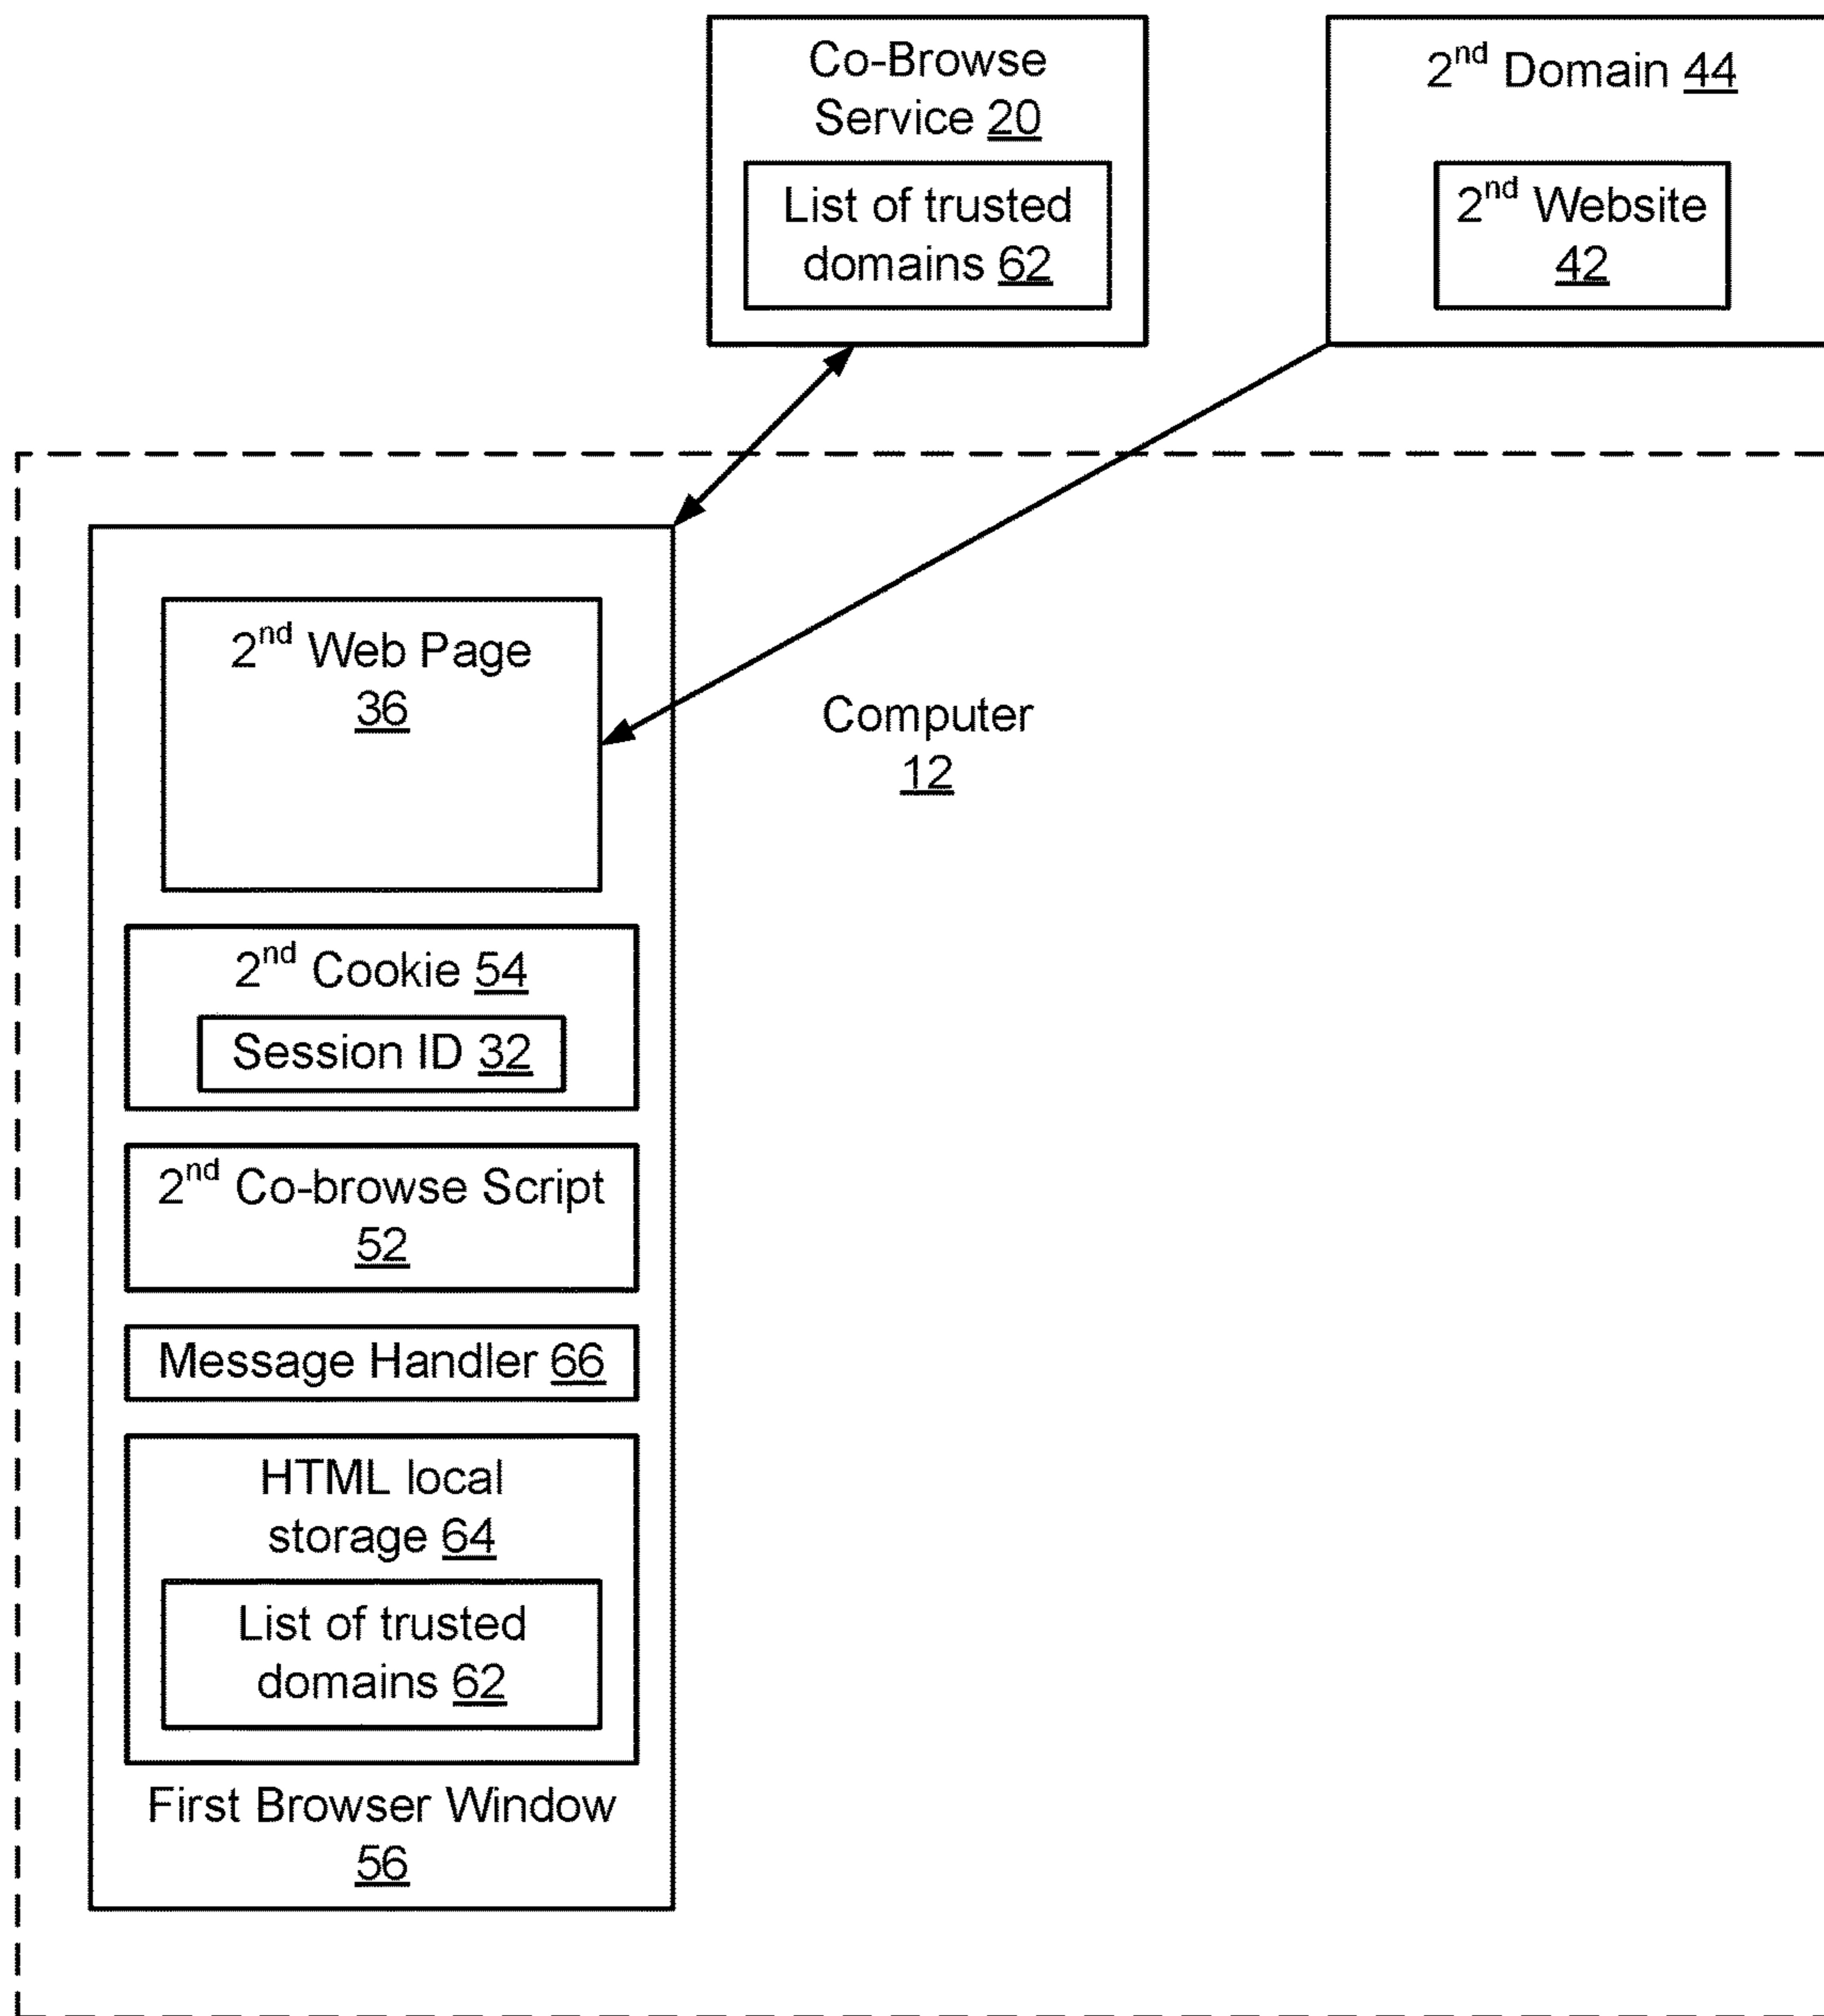 Co-Browse
Service 20
List of trusted
domains 62
2nd Domain 44
2nd Website
42
2nd Web Page
36
Computer
12
2nd Cookie 54
Session ID 32
2nd Co-browse Script
52
Message Handler 66
HTML local
storage 64
List of trusted
domains 62
First Browser Window
56